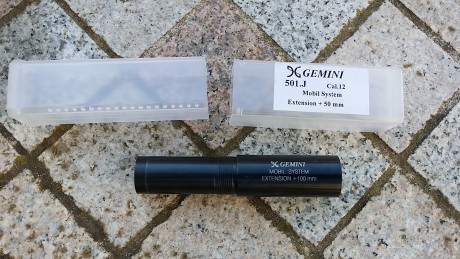 GEMINI
501.J Cal.12
Mobil System
Extension + 50 mm
GEMINI
MOBIL SYSTEM
EXTENSION +100 mm